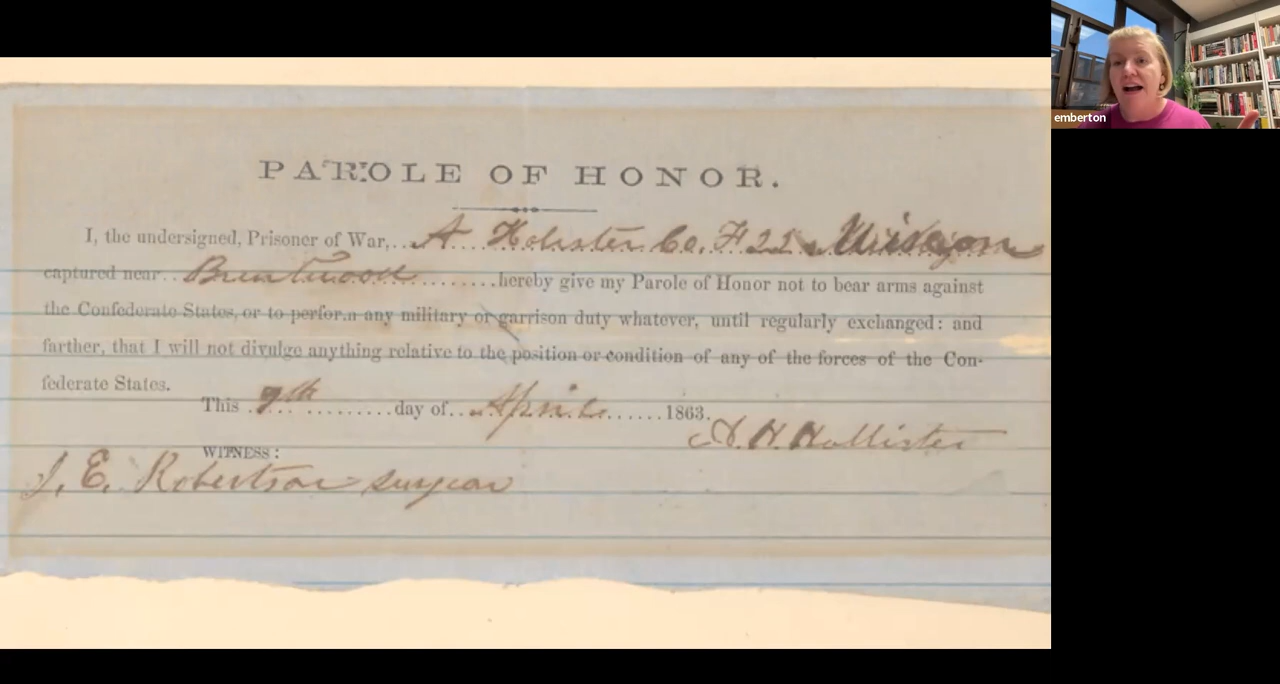 PAROLE OF HONOR.
I, the undersigned, Prisoner of War,..A Holister Co. F 22
captured near..Brentwood.........hereby give my Parole of Honor not to bear arms against
the Confederate States, or to perform any military or garrison duty whatever, until regularly exchanged: and
farther, that I will not divulge anything relative to the position or condition of any of the forces of the Con-
federate States.
This 9th.........day of..April......1863.
A. H. Hollister
WITNESS:
J. E. Robertson surgeon
emberton